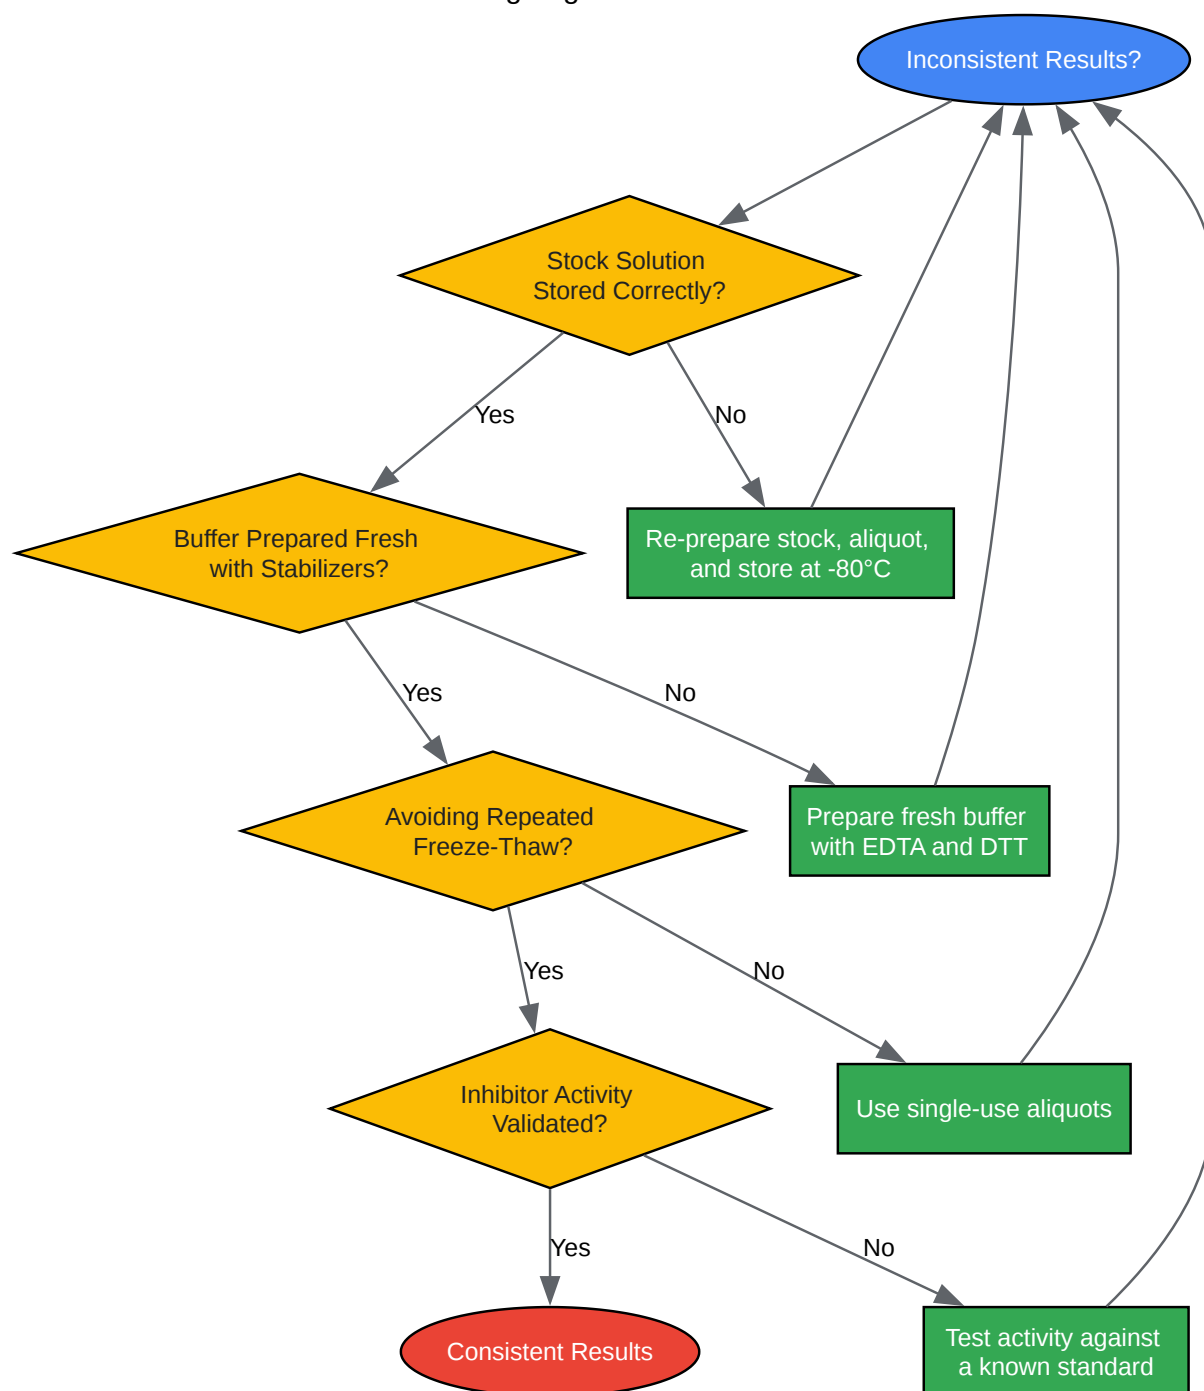 Inconsistent Results?
Stock Solution
Stored Correctly?
Yes
No
Buffer Prepared Fresh
with Stabilizers?
Re-prepare stock, aliquot,
and store at -80°C
Yes
No
Avoiding Repeated
Freeze-Thaw?
Prepare fresh buffer
with EDTA and DTT
Yes
No
Inhibitor Activity
Validated?
Use single-use aliquots
Yes
No
Consistent Results
Test activity against
a known standard